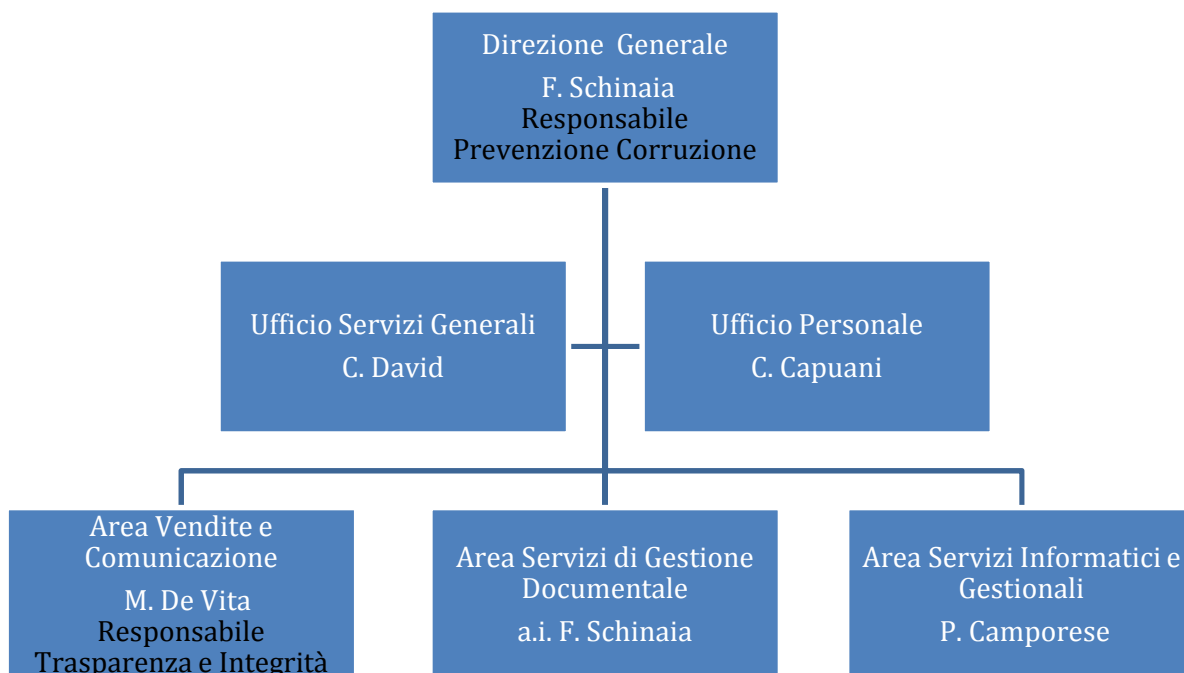 Direzione  Generale
F. Schinaia
Responsabile
Prevenzione Corruzione
Ufficio Servizi Generali
C. David
Ufficio Personale
C. Capuani
Area Vendite e
Comunicazione
M. De Vita
Responsabile
Trasparenza e Integrità
Area Servizi di Gestione
Documentale
a.i. F. Schinaia
Area Servizi Informatici e
Gestionali
P. Camporese